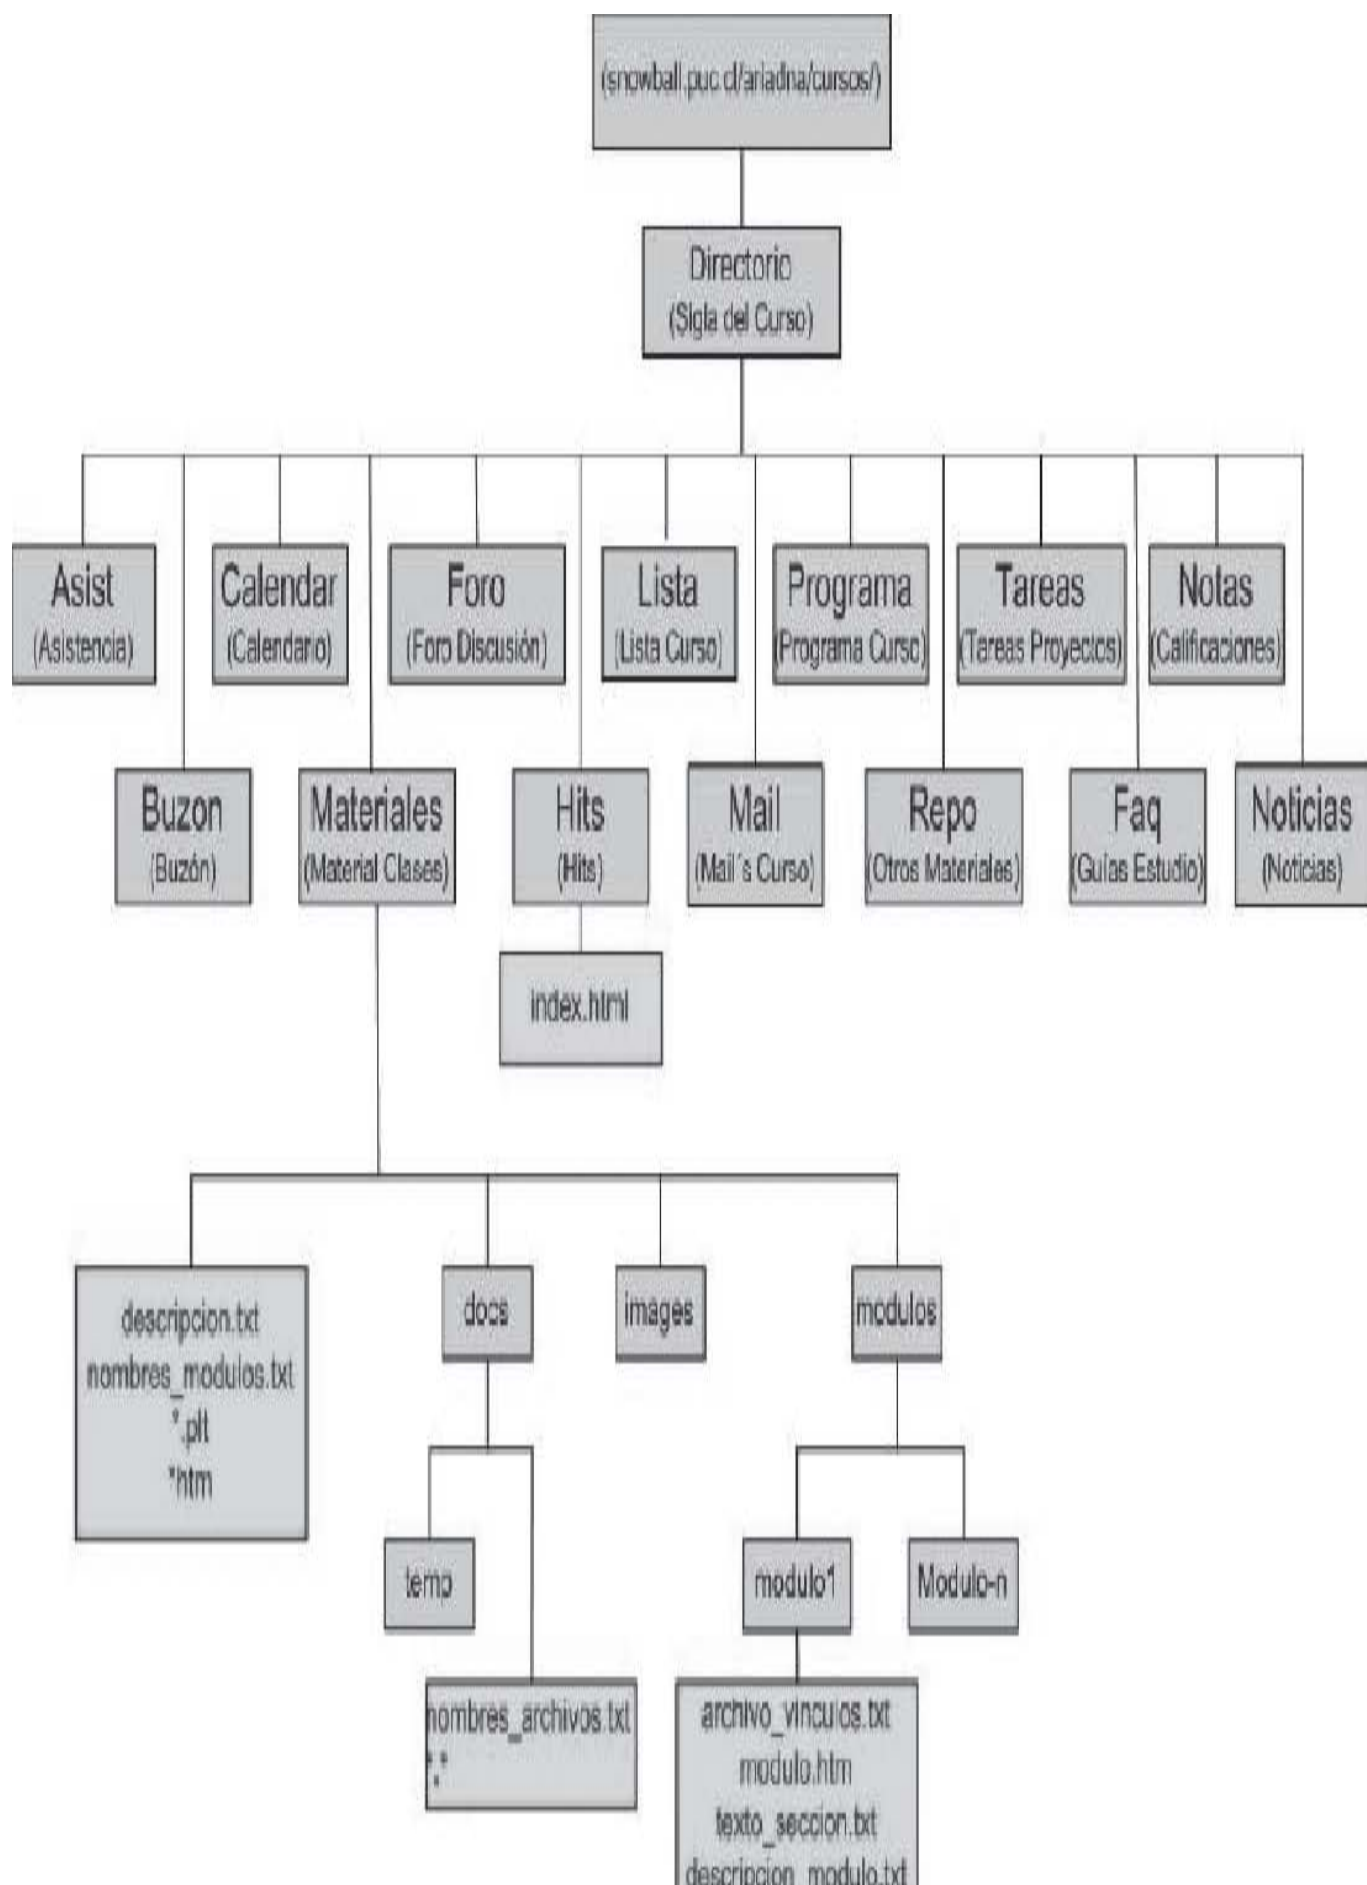 (snowball.puc.cl/ariadna/cursos/)
Directorio
(Sigla del Curso)
Asist
(Asistencia)
Calendar
(Calendario)
Foro
(Foro Discusión)
Lista
(Lista Curso)
Programa
(Programa Curso)
Tareas
(Tareas Proyectos)
Notas
(Calificaciones)
Buzon
(Buzón)
Materiales
(Material Clases)
Hits
(Hits)
Mail
(Mail´s Curso)
Repo
(Otros Materiales)
Faq
(Guías Estudio)
Noticias
(Noticias)
index.html
descripcion.txt
nombres_modulos.txt
*.plt
*htm
docs
images
modulos
temp
modulo1
Modulo-n
nombres_archivos.txt
*.*
archivo_vinculos.txt
modulo.htm
texto_seccion.txt
descripcion_modulo.txt